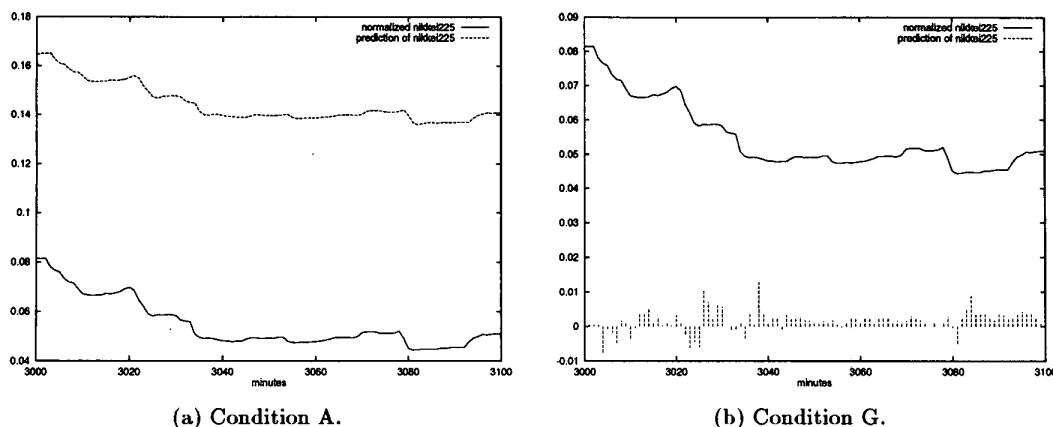 0.18
0.16
0.14
0.12
0.1
0.08
0.06
0.04
normalized nikkei225
prediction of nikkei225
3000 3020 3040 3060 3080 3100
minutes
(a) Condition A.
0.09
0.08
0.07
0.06
0.05
0.04
0.03
0.02
0.01
0
-0.01
normalized nikkei225
prediction of nikkei225
3000 3020 3040 3060 3080 3100
minutes
(b) Condition G.